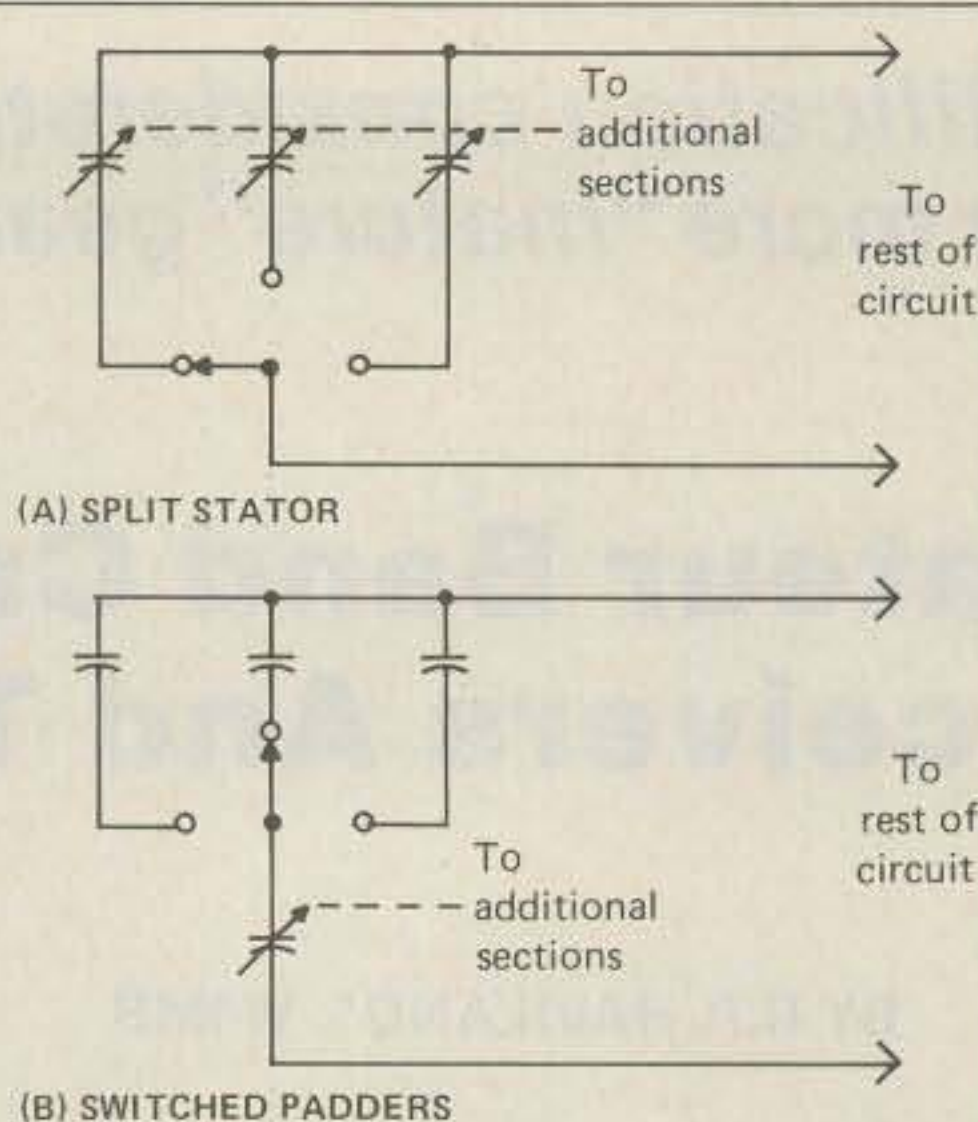 To
additional
sections
To
rest of
circuit
(A) SPLIT STATOR
To
rest of
circuit
To
additional
sections
(B) SWITCHED PADDERS